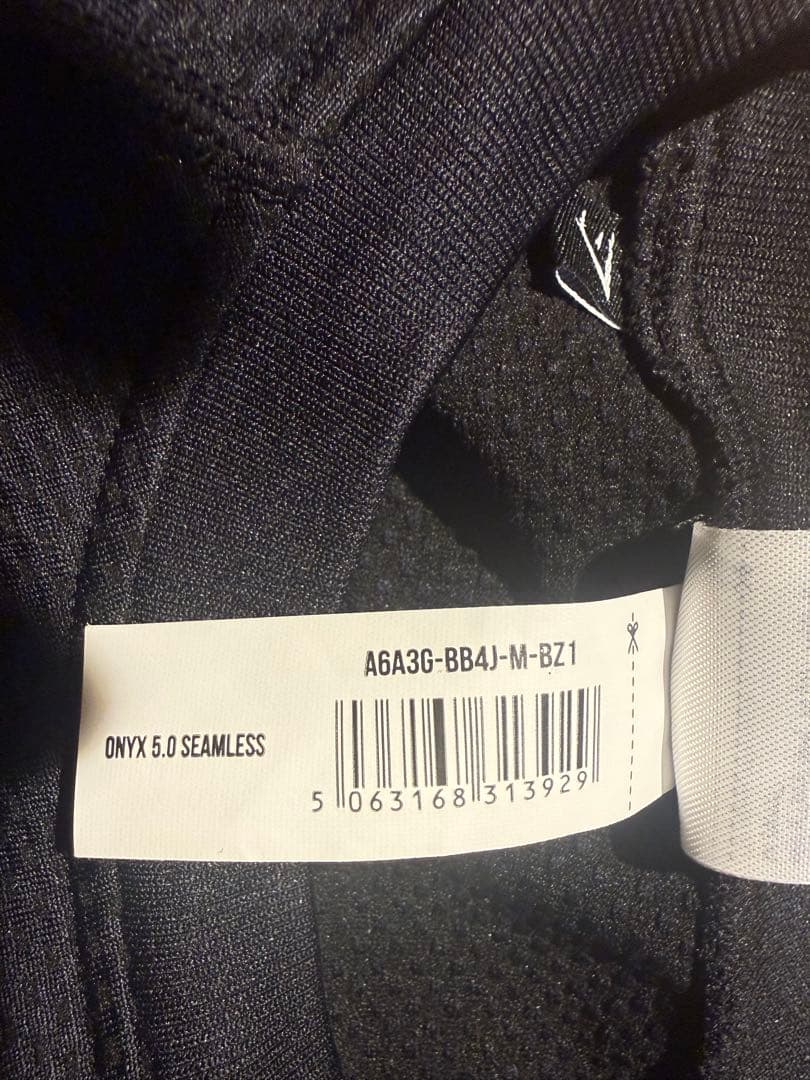 A6A3G-BB4J-M-BZ1
ONYX 5.0 SEAMLESS
5 063168 313929